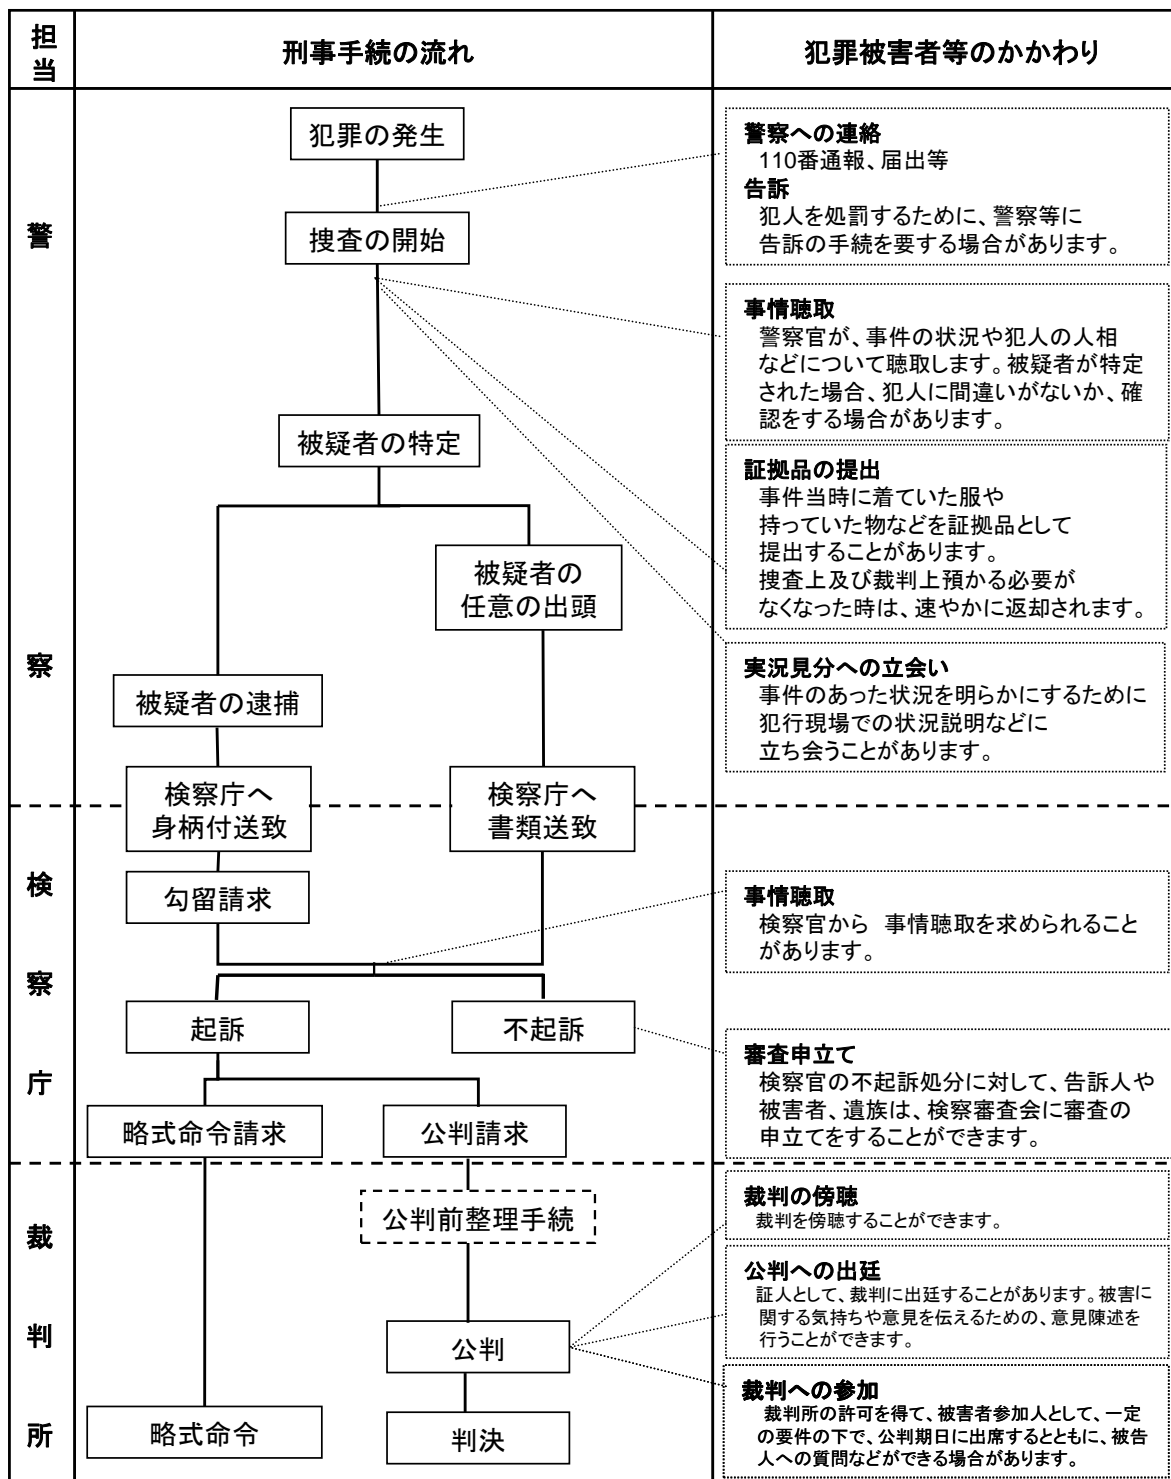 担当
刑事手続の流れ
犯罪被害者等のかかわり
警
察
検
察
庁
裁
判
所
犯罪の発生
捜査の開始
被疑者の特定
被疑者の
任意の出頭
被疑者の逮捕
検察庁へ
身柄付送致
検察庁へ
書類送致
勾留請求
起訴
不起訴
略式命令請求
公判請求
公判前整理手続
公判
略式命令
判決
警察への連絡
110番通報、届出等
告訴
犯人を処罰するために、警察等に
告訴の手続を要する場合があります。
事情聴取
警察官が、事件の状況や犯人の人相
などについて聴取します。被疑者が特定
された場合、犯人に間違いがないか、確
認をする場合があります。
証拠品の提出
事件当時に着ていた服や
持っていた物などを証拠品として
提出することがあります。
捜査上及び裁判上預かる必要が
なくなった時は、速やかに返却されます。
実況見分への立会い
事件のあった状況を明らかにするために
犯行現場での状況説明などに
立ち会うことがあります。
事情聴取
検察官から 事情聴取を求められること
があります。
審査申立て
検察官の不起訴処分に対して、告訴人や
被害者、遺族は、検察審査会に審査の
申立てをすることができます。
裁判の傍聴
裁判を傍聴することができます。
公判への出廷
証人として、裁判に出廷することがあります。被害に
関する気持ちや意見を伝えるための、意見陳述を
行うことができます。
裁判への参加
裁判所の許可を得て、被害者参加人として、一定
の要件の下で、公判期日に出席するとともに、被告
人への質問などができる場合があります。